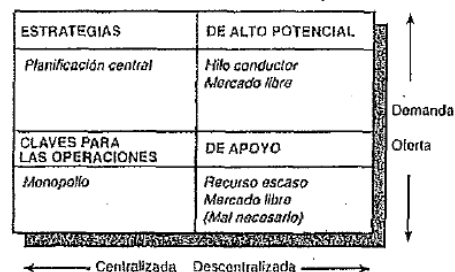 ESTRATEGIAS
DE ALTO POTENCIAL
Planificación central
Hilo conductor
Mercado libre
Demanda
CLAVES PARA
LAS OPERACIONES
DE APOYO
Oferta
Monopolio
Recurso escaso
Mercado libre
(Mal necesario)
Centralizada Descentralizada